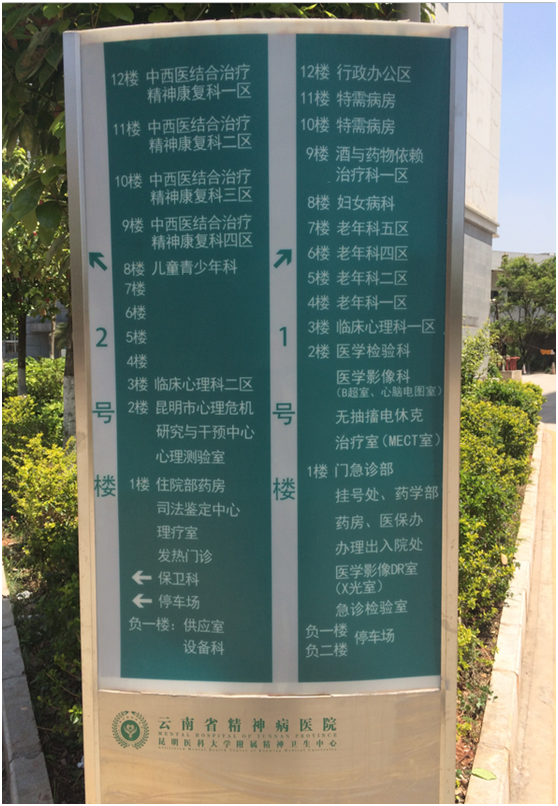 12楼 中西医结合治疗
精神康复科一区
11楼 中西医结合治疗
精神康复科二区
10楼 中西医结合治疗
精神康复科三区
9楼 中西医结合治疗
精神康复科四区
8楼 儿童青少年科
7楼
6楼
5楼
4楼
3楼 临床心理科二区
2楼 昆明市心理危机
研究与干预中心
心理测验室
1楼 住院部药房
司法鉴定中心
理疗室
发热门诊
← 保卫科
← 停车场
负一楼：供应室
设备科
↖ 2号楼
12楼 行政办公区
11楼 特需病房
10楼 特需病房
9楼 酒与药物依赖
治疗科一区
8楼 妇女病科
7楼 老年科五区
6楼 老年科四区
5楼 老年科二区
4楼 老年科一区
3楼 临床心理科一区
2楼 医学检验科
医学影像科
（B超室、心脑电图室）
无抽搐电休克
治疗室（MECT室）
1楼 门急诊部
挂号处、药学部
药房、医保办
办理出入院处
医学影像DR室
（X光室）
急诊检验室
负一楼 停车场
负二楼
↗ 1号楼
云南省精神病医院
MENTAL HOSPITAL OF YUNNAN PROVINCE
昆明医科大学附属精神卫生中心